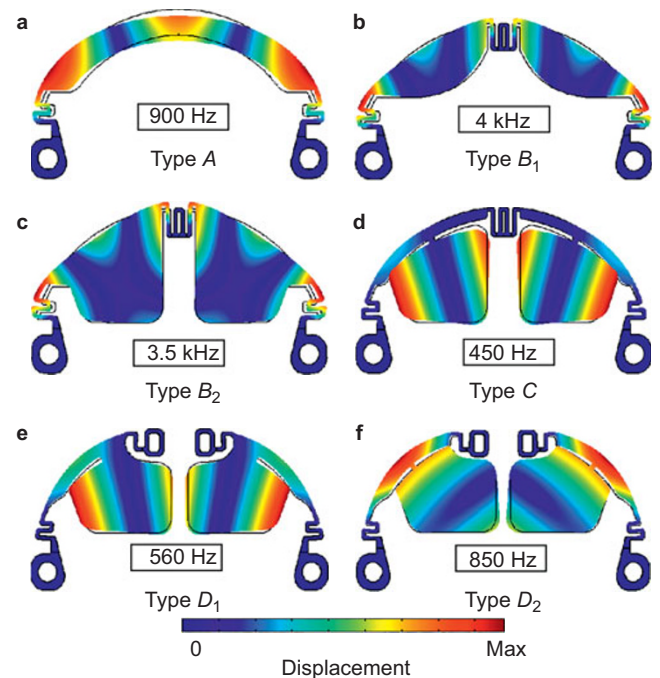 a
900 Hz
Type A
b
4 kHz
Type B₁
c
3.5 kHz
Type B₂
d
450 Hz
Type C
e
560 Hz
Type D₁
f
850 Hz
Type D₂
0 Max
Displacement